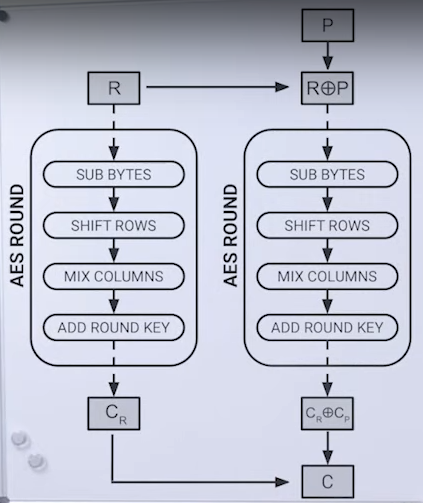 P
R
R⊕P
AES ROUND
SUB BYTES
SHIFT ROWS
MIX COLUMNS
ADD ROUND KEY
AES ROUND
SUB BYTES
SHIFT ROWS
MIX COLUMNS
ADD ROUND KEY
C_R
C_R⊕C_P
C